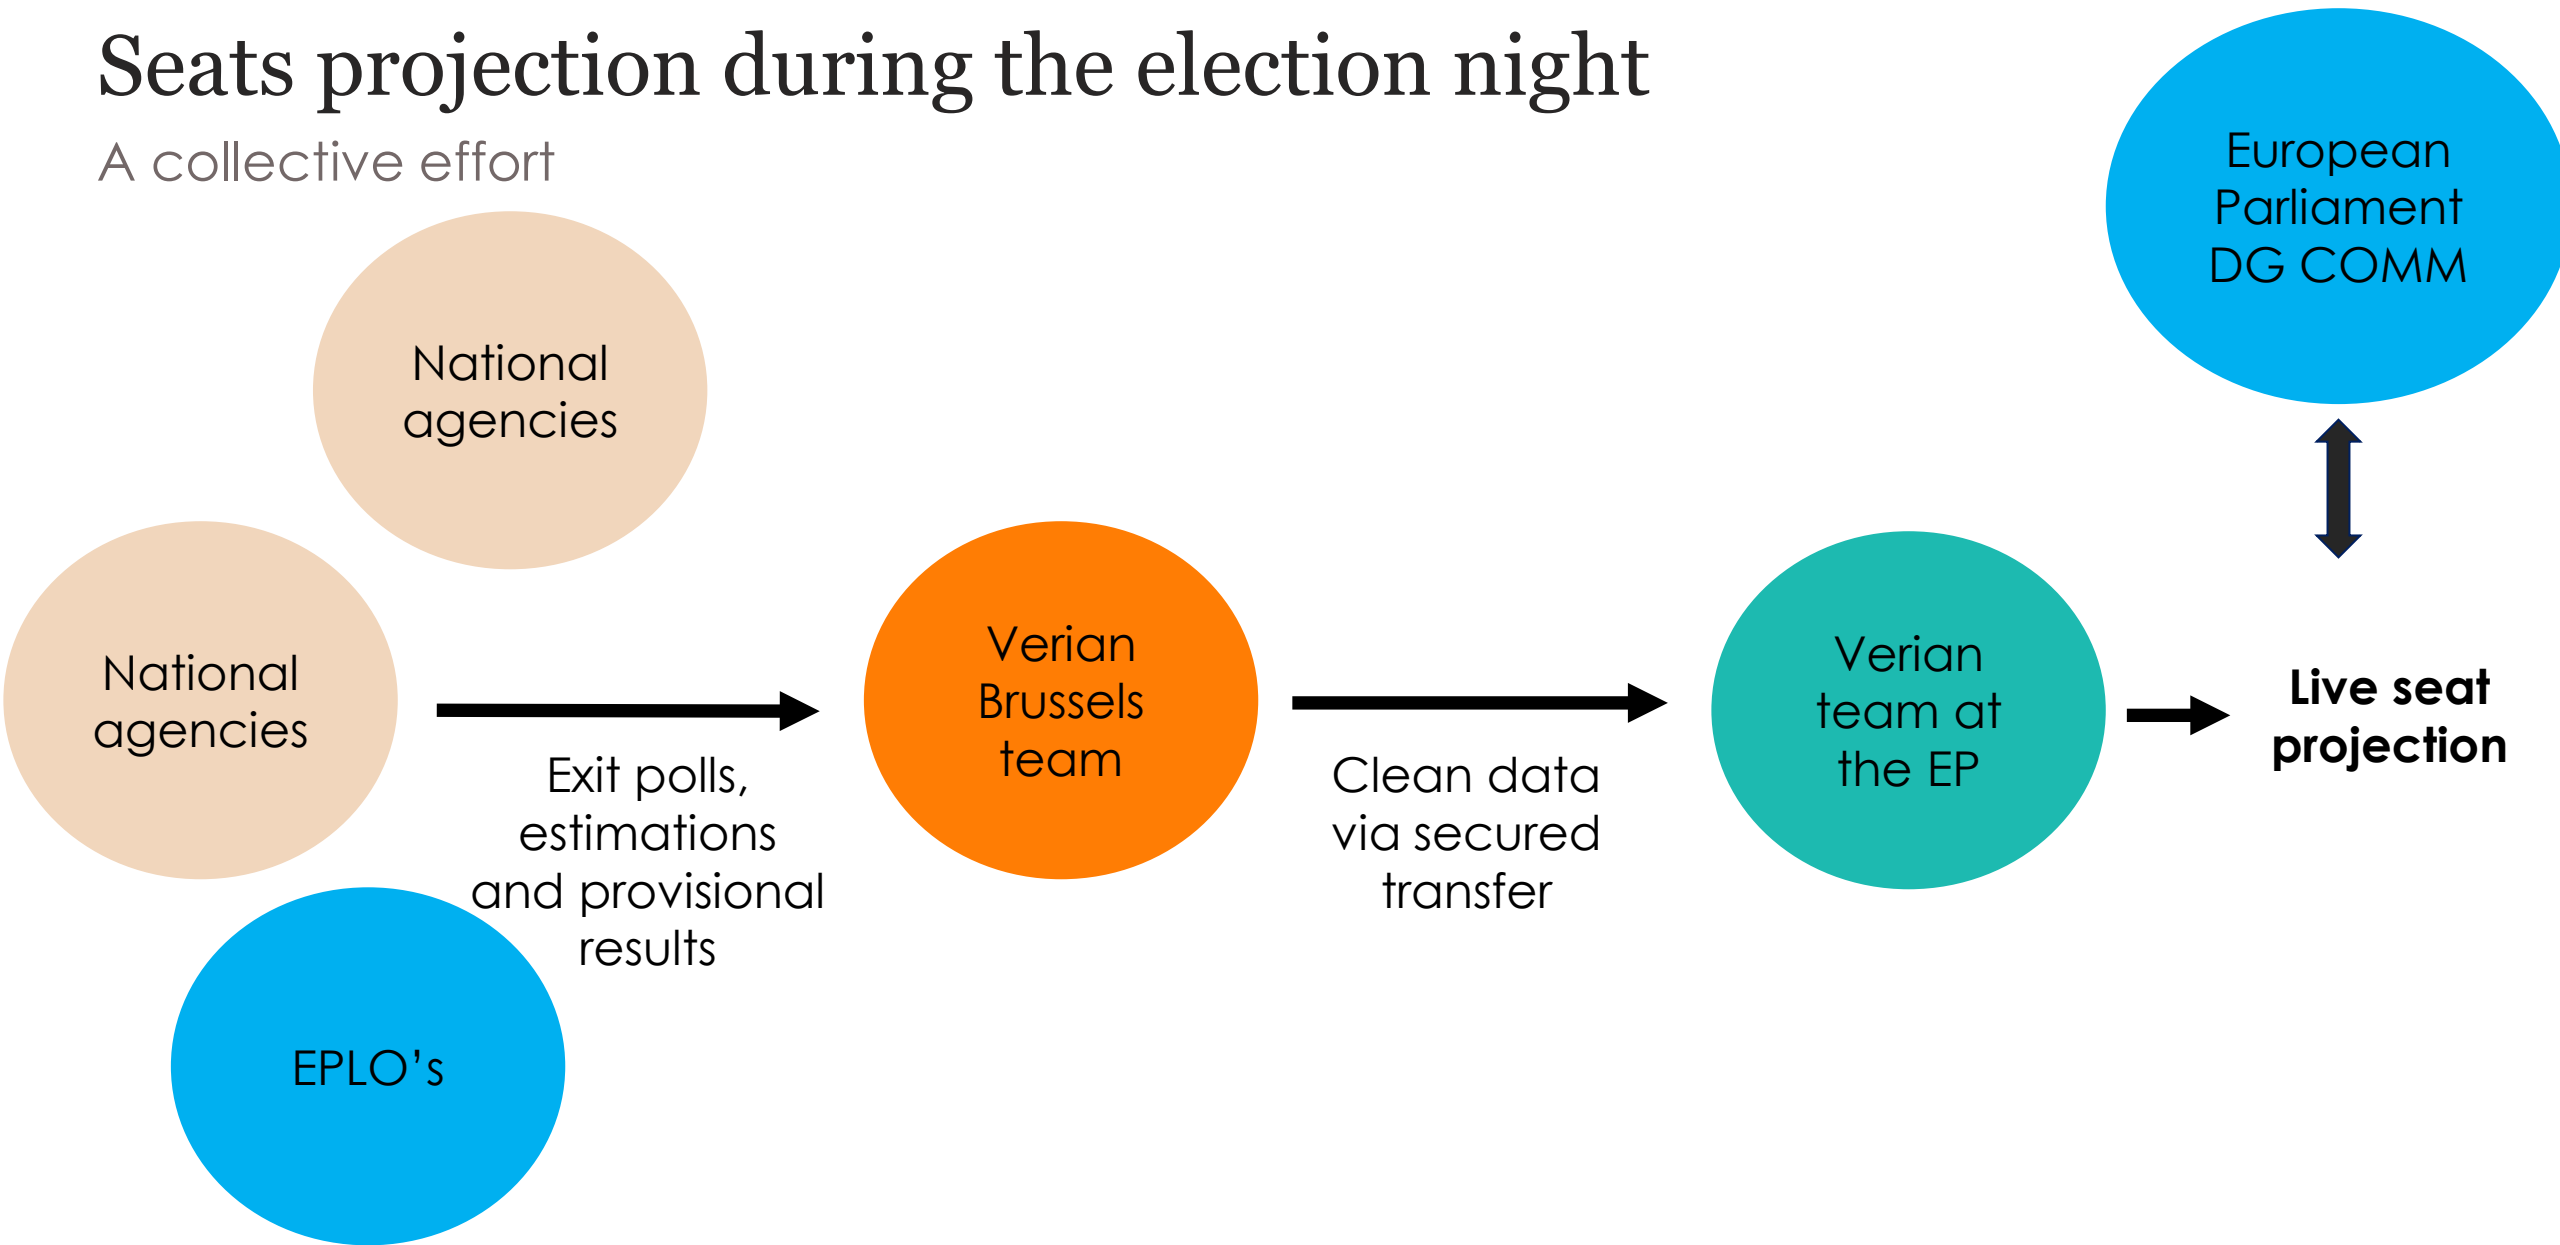 Seats projection during the election night
A collective effort
European
Parliament
DG COMM
National
agencies
National
agencies
EPLO’s
Exit polls,
estimations
and provisional
results
Verian
Brussels
team
Clean data
via secured
transfer
Verian
team at
the EP
Live seat
projection